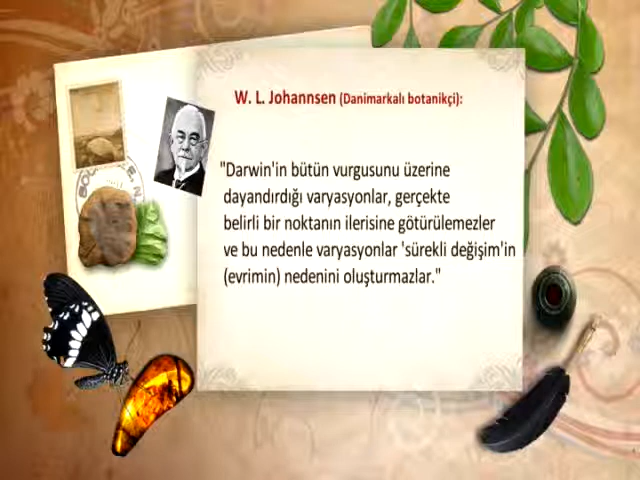 W. L. Johannsen (Danimarkalı botanikçi):
"Darwin'in bütün vurgusunu üzerine
dayandırdığı varyasyonlar, gerçekte
belirli bir noktanın ilerisine götürülemezler
ve bu nedenle varyasyonlar 'sürekli değişim'in
(evrimin) nedenini oluşturmazlar."